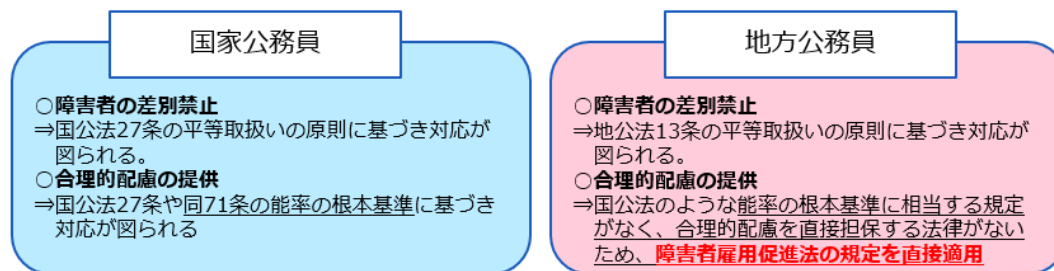 国家公務員
○障害者の差別禁止
⇒国公法27条の平等取扱いの原則に基づき対応が
図られる。
○合理的配慮の提供
⇒国公法27条や同71条の能率の根本基準に基づき
対応が図られる
地方公務員
○障害者の差別禁止
⇒地公法13条の平等取扱いの原則に基づき対応が
図られる。
○合理的配慮の提供
⇒国公法のような能率の根本基準に相当する規定
がなく、合理的配慮を直接担保する法律がない
ため、障害者雇用促進法の規定を直接適用